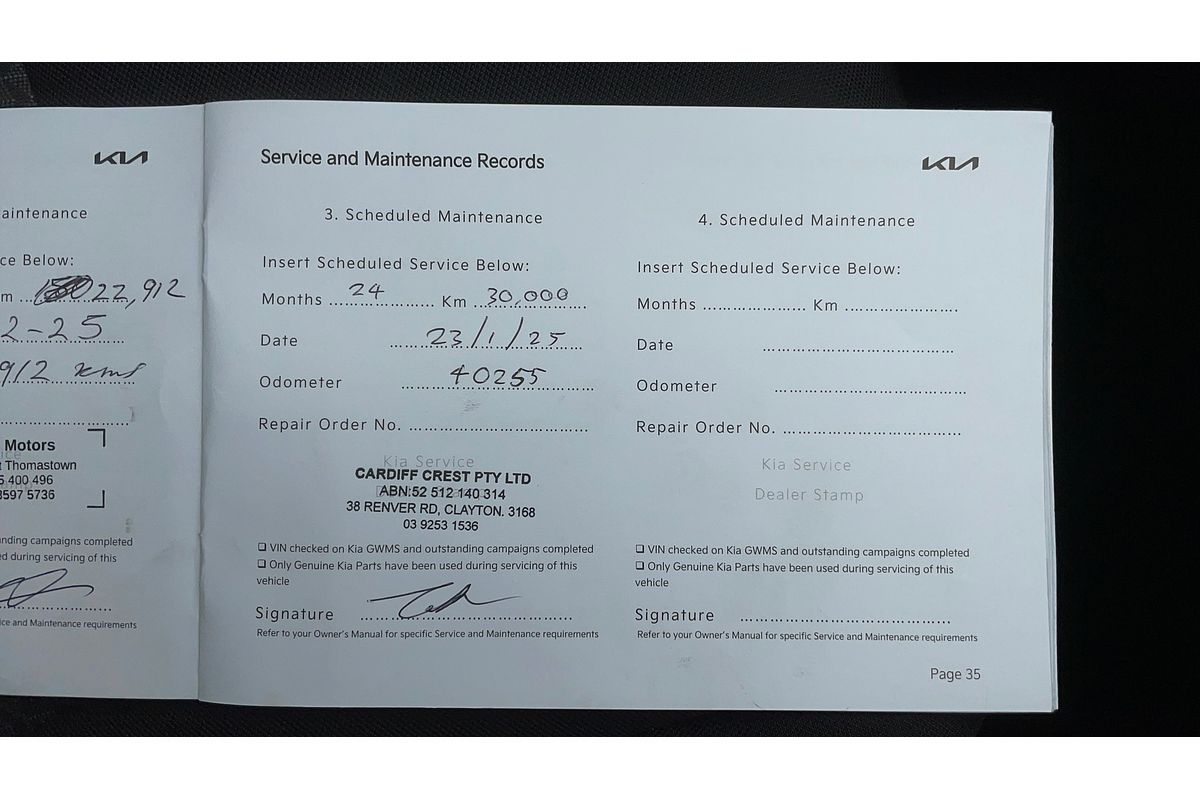 KIA
aintenance
ce Below:
m ........ 22,912
2-25
912 kms
Motors
t Thomastown
5 400 496
3597 5736
nding campaigns completed
ed during servicing of this
ice and Maintenance requirements
Service and Maintenance Records
KIA
3. Scheduled Maintenance
Insert Scheduled Service Below:
Months 24 Km 30,000
Date 23/1/25
Odometer 40255
Repair Order No. ........
Kia Service
CARDIFF CREST PTY LTD
ABN:52 512 140 314
38 RENVER RD, CLAYTON. 3168
03 9253 1536
☐ VIN checked on Kia GWMS and outstanding campaigns completed
☐ Only Genuine Kia Parts have been used during servicing of this
vehicle
Signature ........
Refer to your Owner's Manual for specific Service and Maintenance requirements
4. Scheduled Maintenance
Insert Scheduled Service Below:
Months ........ Km ........
Date ........
Odometer ........
Repair Order No. ........
Kia Service
Dealer Stamp
☐ VIN checked on Kia GWMS and outstanding campaigns completed
☐ Only Genuine Kia Parts have been used during servicing of this
vehicle
Signature ........
Refer to your Owner's Manual for specific Service and Maintenance requirements
Page 35